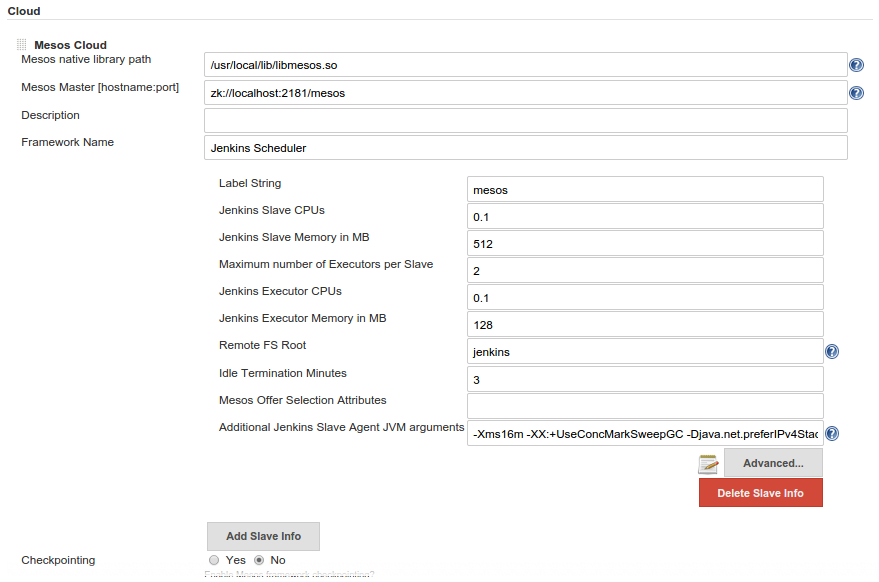 Cloud
Mesos Cloud
Mesos native library path
/usr/local/lib/libmesos.so
Mesos Master [hostname:port]
zk://localhost:2181/mesos
Description
Framework Name
Jenkins Scheduler
Label String
mesos
Jenkins Slave CPUs
0.1
Jenkins Slave Memory in MB
512
Maximum number of Executors per Slave
2
Jenkins Executor CPUs
0.1
Jenkins Executor Memory in MB
128
Remote FS Root
jenkins
Idle Termination Minutes
3
Mesos Offer Selection Attributes
Additional Jenkins Slave Agent JVM arguments
-Xms16m -XX:+UseConcMarkSweepGC -Djava.net.preferIPv4Stac
Advanced...
Delete Slave Info
Add Slave Info
Checkpointing
Yes No